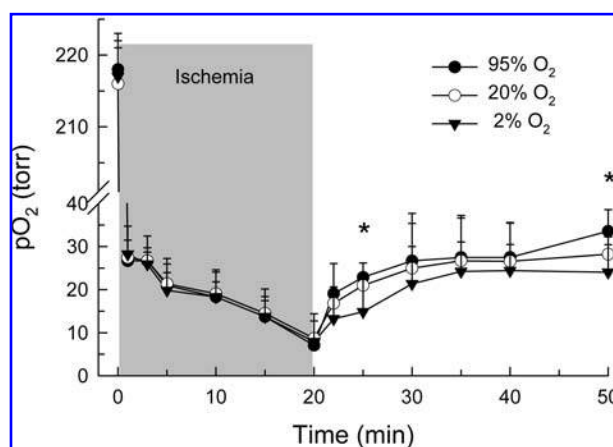 220
210
40
30
20
10
0
pO₂ (torr)
Ischemia
95% O₂
20% O₂
2% O₂
*
*
0 10 20 30 40 50
Time (min)